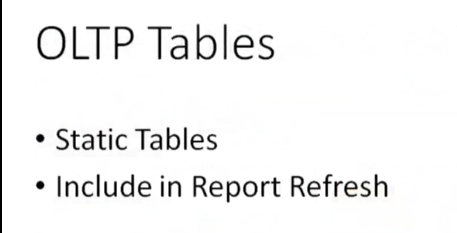 OLTP Tables
• Static Tables
• Include in Report Refresh